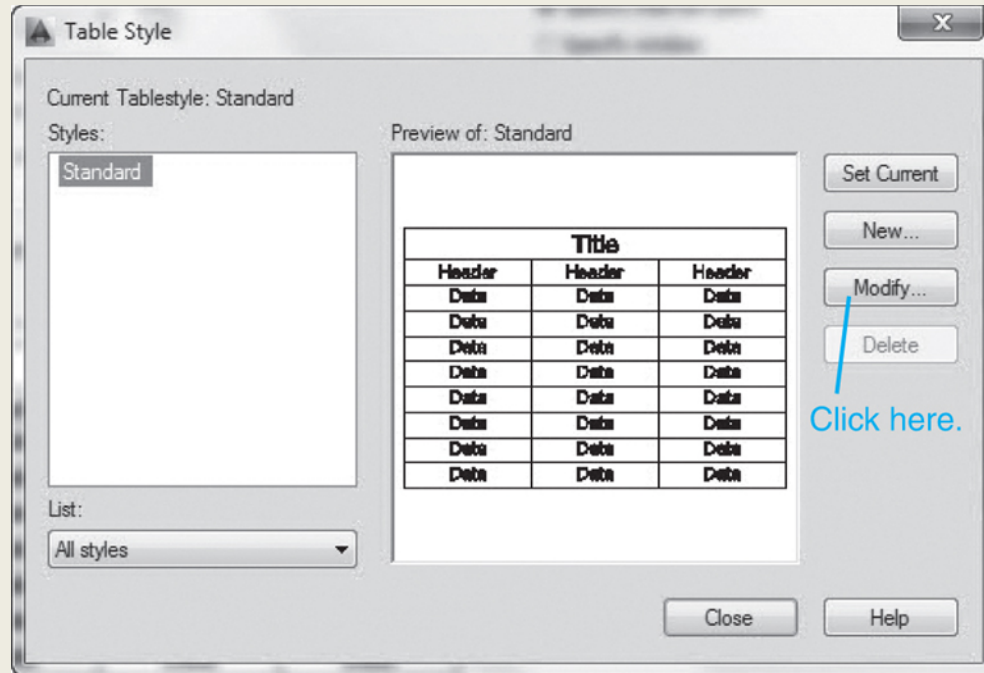 Table Style
Current Tablestyle: Standard
Styles:
Preview of: Standard
Standard
Set Current
New...
Modify...
Delete
Title
Header Header Header
Data Data Data
Data Data Data
Data Data Data
Data Data Data
Data Data Data
Data Data Data
Data Data Data
Data Data Data
Click here.
List:
All styles
Close
Help